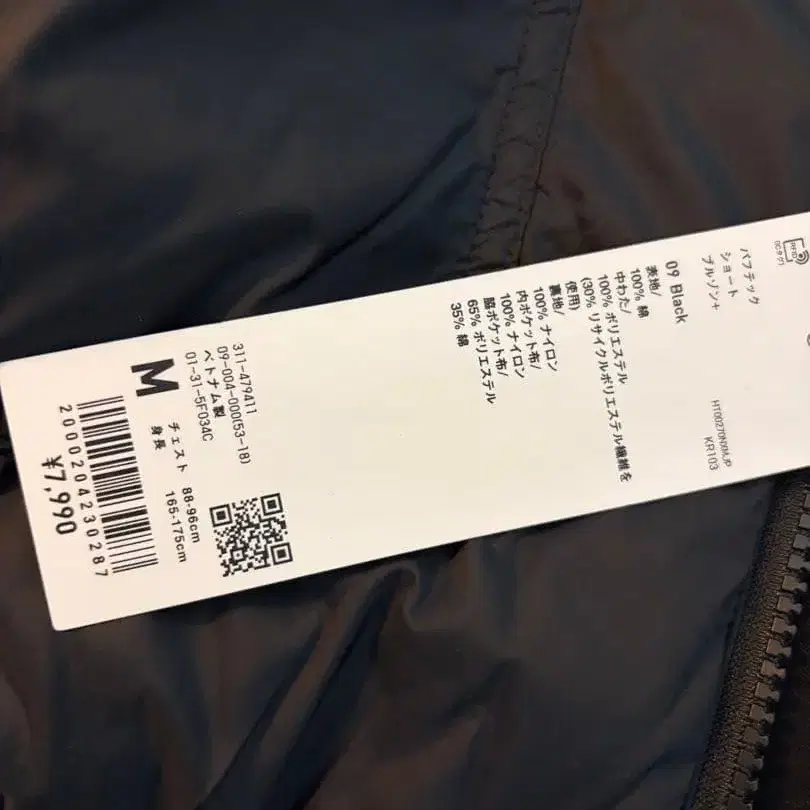 RFID
(ICタグ)
パフテック
ショート
ブルゾン+
HT00270NXMJP
KR103
09 Black
表地/
100% 綿
中わた/
100% ポリエステル
(30% リサイクルポリエステル繊維を
使用)
裏地/
100% ナイロン
内ポケット布/
100% ナイロン
脇ポケット布/
65% ポリエステル
35% 綿
311-479411
09-004-000(53-18)
ベトナム製
01-31-5F034C
M
チェスト 88-96cm
身長 165-175cm
2000204230287
¥7,990